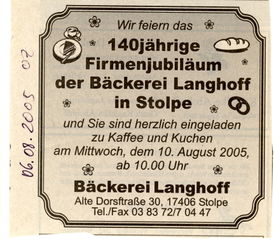 06.08.2005 OZ
Wir feiern das
140jährige
Firmenjubiläum
der Bäckerei Langhoff
in Stolpe
und Sie sind herzlich eingeladen
zu Kaffee und Kuchen
am Mittwoch, dem 10. August 2005,
ab 10.00 Uhr
Bäckerei Langhoff
Alte Dorfstraße 30, 17406 Stolpe
Tel./Fax 03 83 72/7 04 47